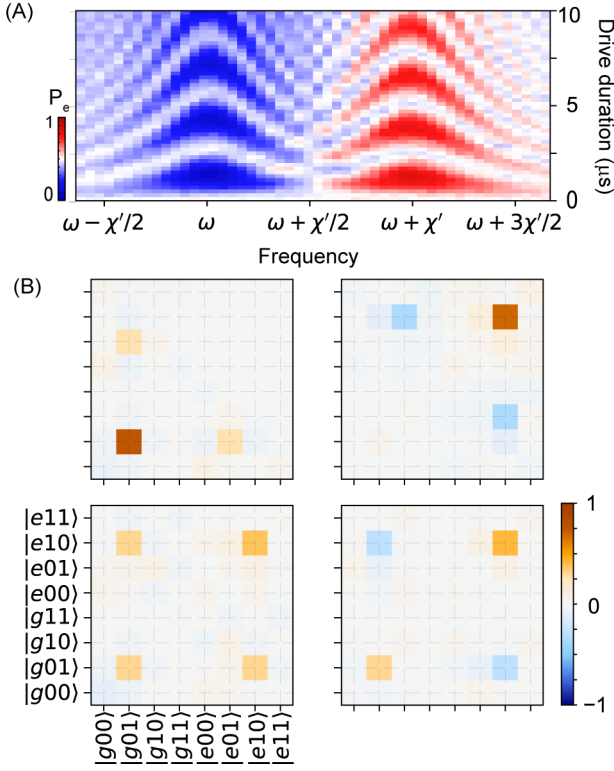 (A)
P_e
1
0
10
5
0
Drive duration (μs)
ω − χ′/2
ω
ω + χ′/2
ω + χ′
ω + 3χ′/2
Frequency
(B)
|e11⟩
|e10⟩
|e01⟩
|e00⟩
|g11⟩
|g10⟩
|g01⟩
|g00⟩
|g00⟩
|g01⟩
|g10⟩
|g11⟩
|e00⟩
|e01⟩
|e10⟩
|e11⟩
1
0
−1